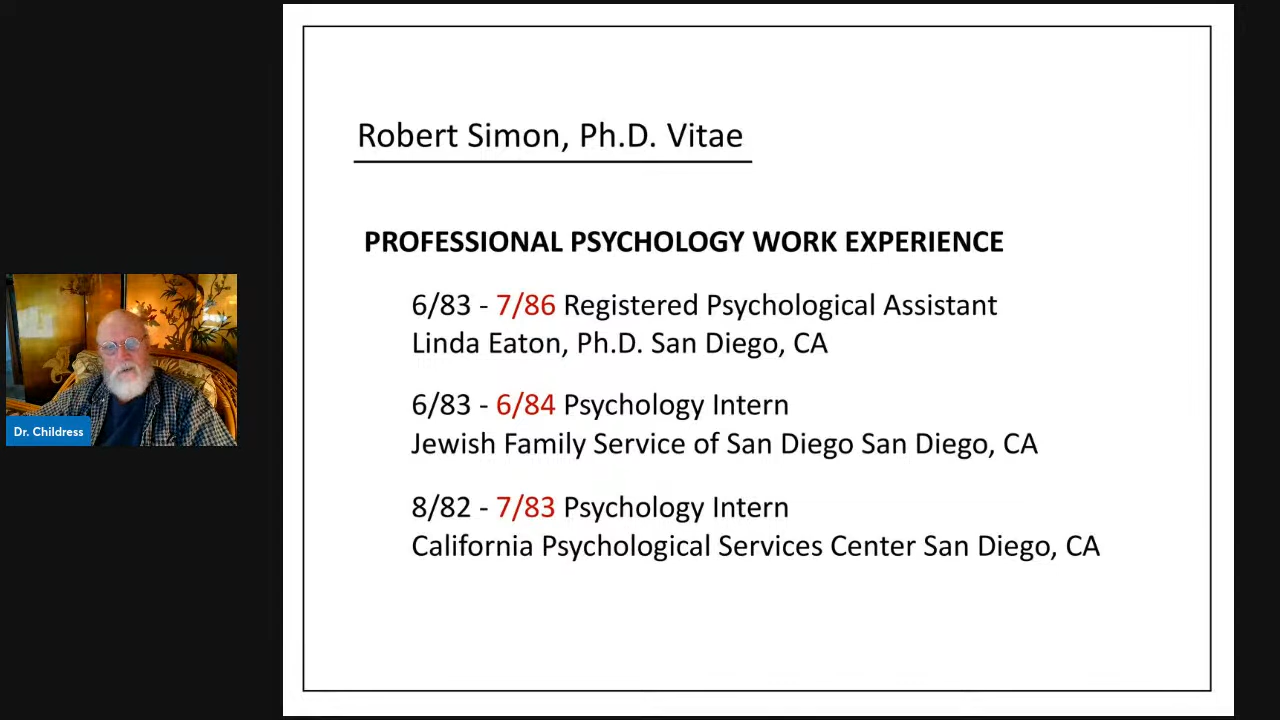 Robert Simon, Ph.D. Vitae
PROFESSIONAL PSYCHOLOGY WORK EXPERIENCE
6/83 - 7/86 Registered Psychological Assistant
Linda Eaton, Ph.D. San Diego, CA
6/83 - 6/84 Psychology Intern
Jewish Family Service of San Diego San Diego, CA
8/82 - 7/83 Psychology Intern
California Psychological Services Center San Diego, CA
Dr. Childress